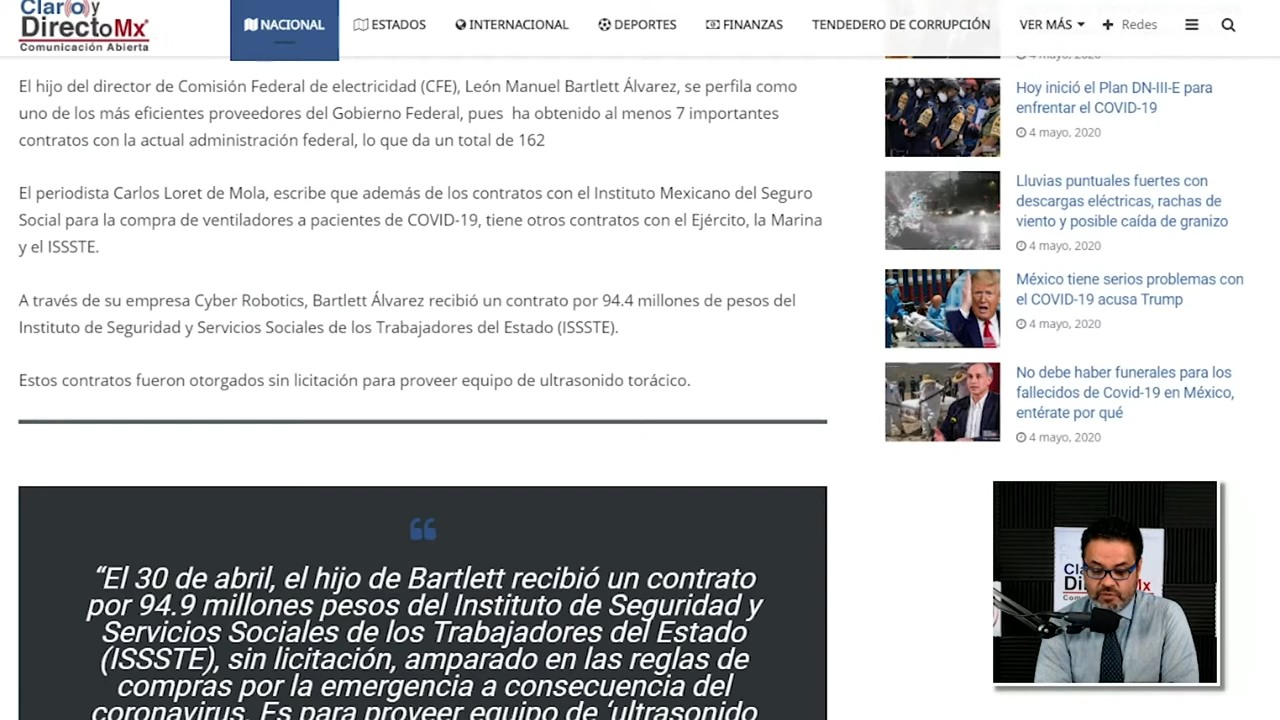 Claroy
DirectoMx®
Comunicación Abierta
NACIONAL
ESTADOS
INTERNACIONAL
DEPORTES
FINANZAS
TENDEDERO DE CORRUPCIÓN
VER MÁS
Redes
El hijo del director de Comisión Federal de electricidad (CFE), León Manuel Bartlett Álvarez, se perfila como
uno de los más eficientes proveedores del Gobierno Federal, pues ha obtenido al menos 7 importantes
contratos con la actual administración federal, lo que da un total de 162
El periodista Carlos Loret de Mola, escribe que además de los contratos con el Instituto Mexicano del Seguro
Social para la compra de ventiladores a pacientes de COVID-19, tiene otros contratos con el Ejército, la Marina
y el ISSSTE.
A través de su empresa Cyber Robotics, Bartlett Álvarez recibió un contrato por 94.4 millones de pesos del
Instituto de Seguridad y Servicios Sociales de los Trabajadores del Estado (ISSSTE).
Estos contratos fueron otorgados sin licitación para proveer equipo de ultrasonido torácico.
“El 30 de abril, el hijo de Bartlett recibió un contrato
por 94.9 millones pesos del Instituto de Seguridad y
Servicios Sociales de los Trabajadores del Estado
(ISSSTE), sin licitación, amparado en las reglas de
compras por la emergencia a consecuencia del
coronavirus. Es para proveer equipo de ‘ultrasonido
4 mayo, 2020
Hoy inició el Plan DN-III-E para
enfrentar el COVID-19
4 mayo, 2020
Lluvias puntuales fuertes con
descargas eléctricas, rachas de
viento y posible caída de granizo
4 mayo, 2020
México tiene serios problemas con
el COVID-19 acusa Trump
4 mayo, 2020
No debe haber funerales para los
fallecidos de Covid-19 en México,
entérate por qué
4 mayo, 2020